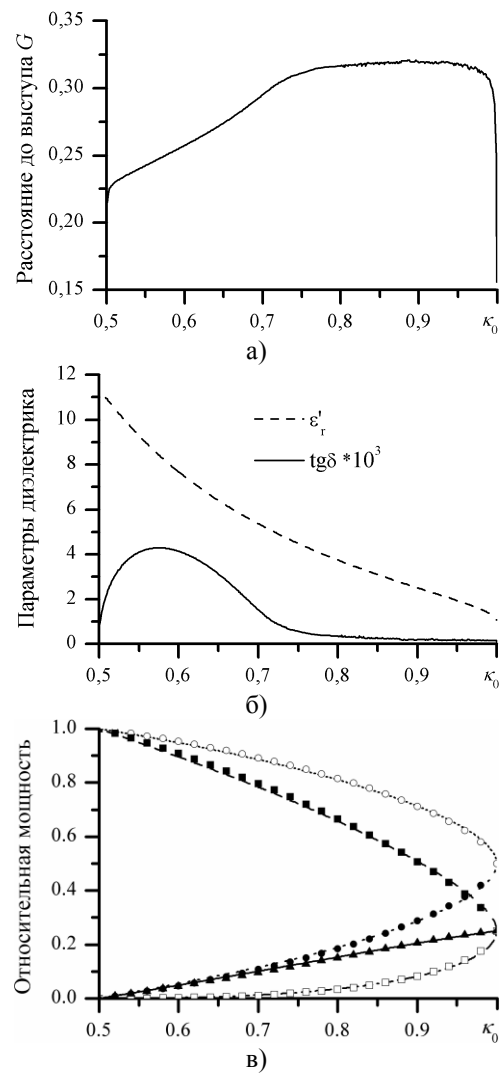 Расстояние до выступа G
0,35
0,30
0,25
0,20
0,15
0,5 0,6 0,7 0,8 0,9 κ0
а)
Параметры диэлектрика
12
10
8
6
4
2
0
ε'r
tgδ *10³
0,5 0,6 0,7 0,8 0,9 κ0
б)
Относительная мощность
1.0
0.8
0.6
0.4
0.2
0.0
0.5 0.6 0.7 0.8 0.9 κ0
в)